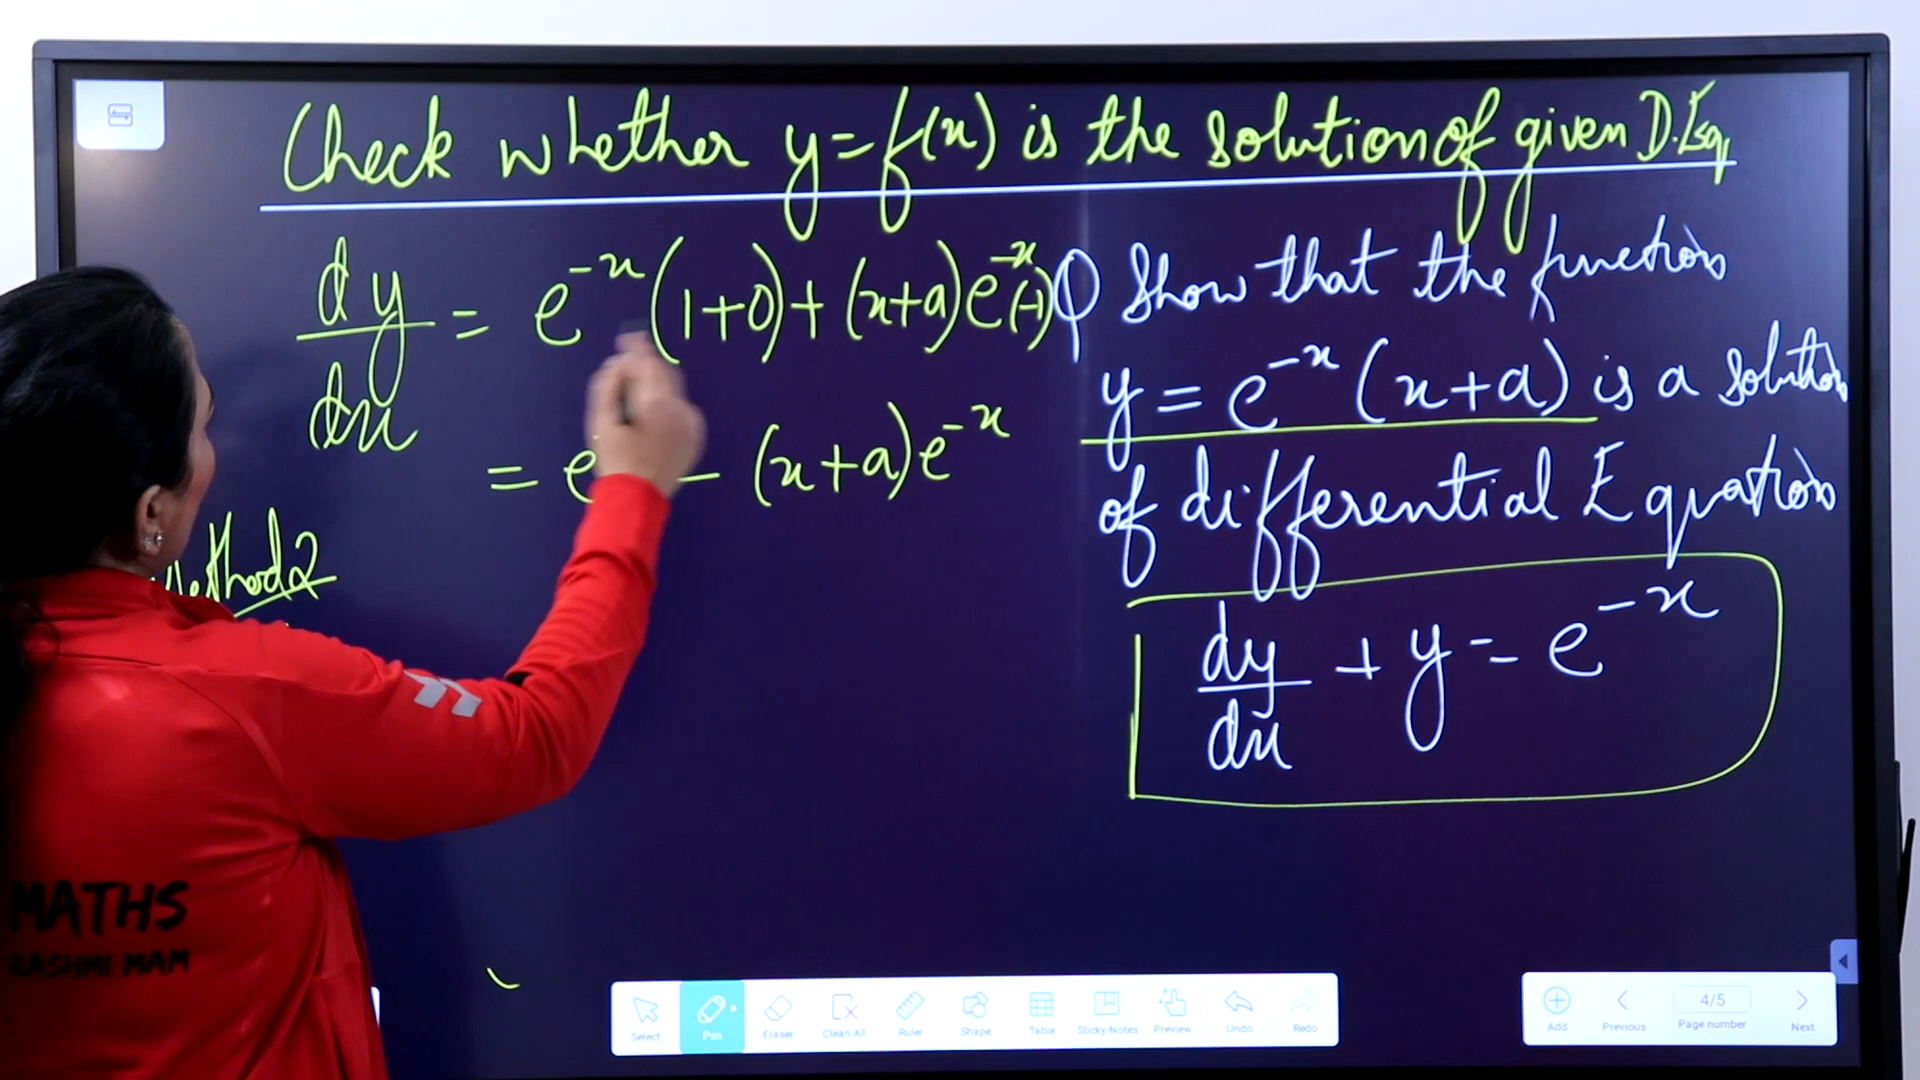 Check whether y=f(x) is the solution of given D.Eq
dy/dx = e^-x (1+0) + (x+a) e^-x (-1)
= e - (x+a) e^-x
Method 2
Q Show that the function
y = e^-x (x+a) is a solution
of differential Equation
dy/dx + y = e^-x
MATHS
RASHMI MAM
Select
Pen
Eraser
Clean All
Ruler
Shape
Table
Sticky Notes
Preview
Undo
Redo
Add
Previous
4/5
Page number
Next